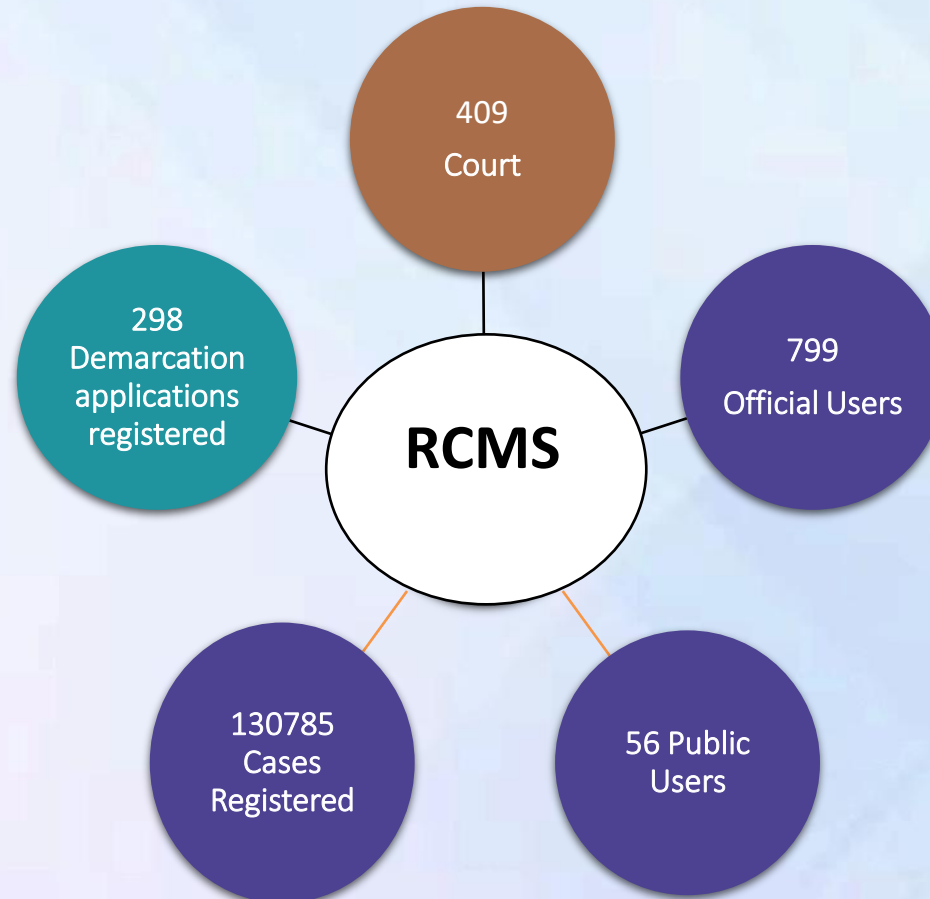 409
Court
298
Demarcation
applications
registered
799
Official Users
RCMS
130785
Cases
Registered
56 Public
Users